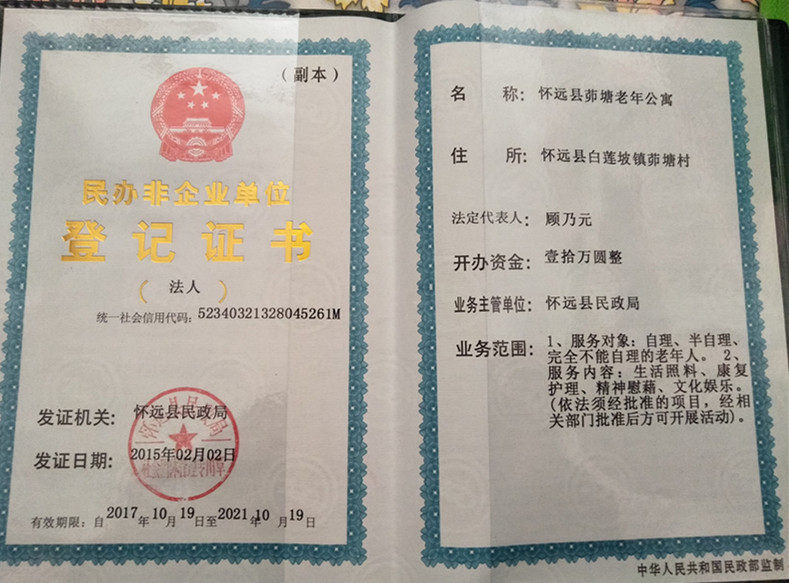 （副本）
民办非企业单位
登记证书
（法人）
统一社会信用代码：52340321328045261M
发证机关：怀远县民政局
发证日期：2015年02月02日
有效期限：自2017年10月19日至2021年10月19日
名称：怀远县茆塘老年公寓
住所：怀远县白莲坡镇茆塘村
法定代表人：顾乃元
开办资金：壹拾万圆整
业务主管单位：怀远县民政局
业务范围：1、服务对象：自理、半自理、
完全不能自理的老年人。2、
服务内容：生活照料、康复
护理、精神慰藉、文化娱乐。
(依法须经批准的项目，经相
关部门批准后方可开展活动)。
中华人民共和国民政部监制
怀远县民政局